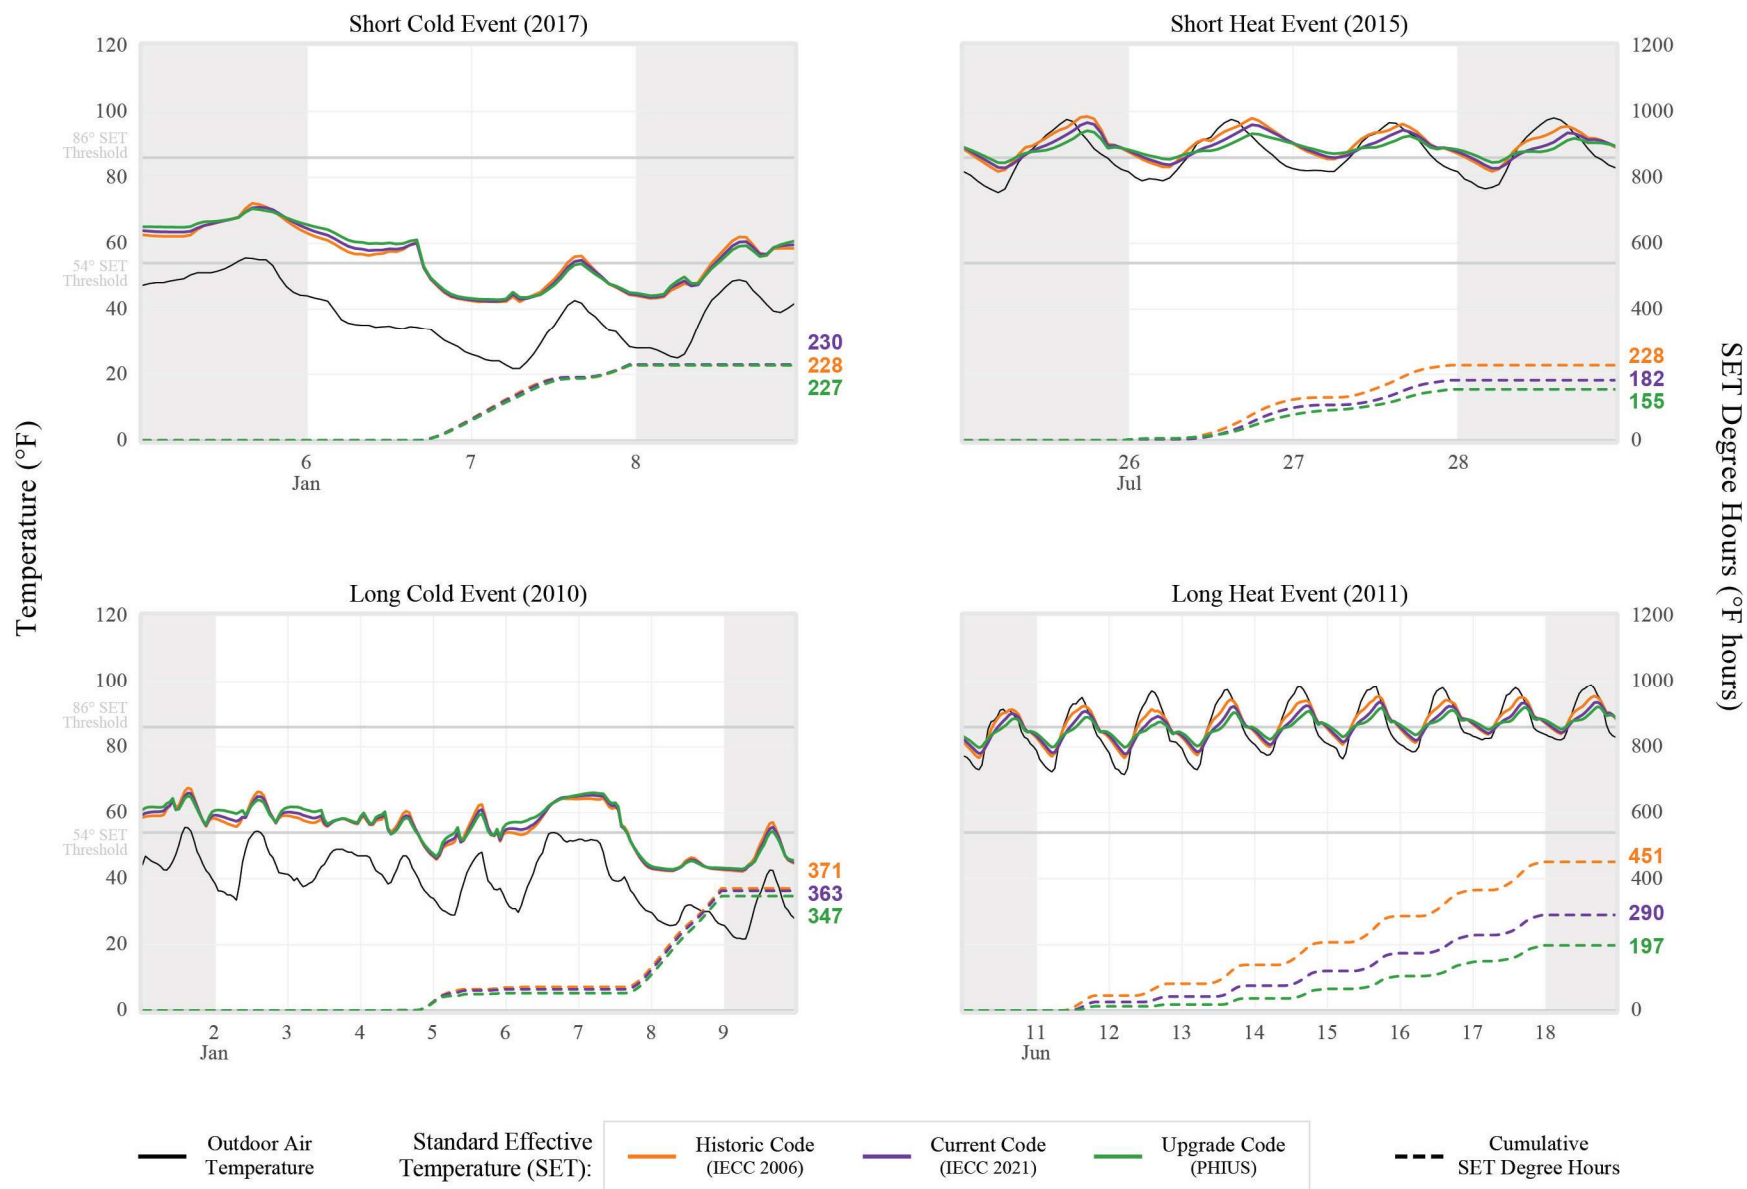 Short Cold Event (2017)
120
100
86° SET
Threshold
80
60
54° SET
Threshold
40
20
0
230
228
227
6
7
8
Jan
Short Heat Event (2015)
1200
1000
800
600
400
228
182
155
0
26
27
28
Jul
Temperature (°F)
SET Degree Hours (°F hours)
Long Cold Event (2010)
120
100
86° SET
Threshold
80
60
54° SET
Threshold
40
20
0
371
363
347
2
3
4
5
6
7
8
9
Jan
Long Heat Event (2011)
1200
1000
800
600
451
400
290
197
0
11
12
13
14
15
16
17
18
Jun
Outdoor Air
Temperature
Standard Effective
Temperature (SET):
Historic Code
(IECC 2006)
Current Code
(IECC 2021)
Upgrade Code
(PHIUS)
Cumulative
SET Degree Hours